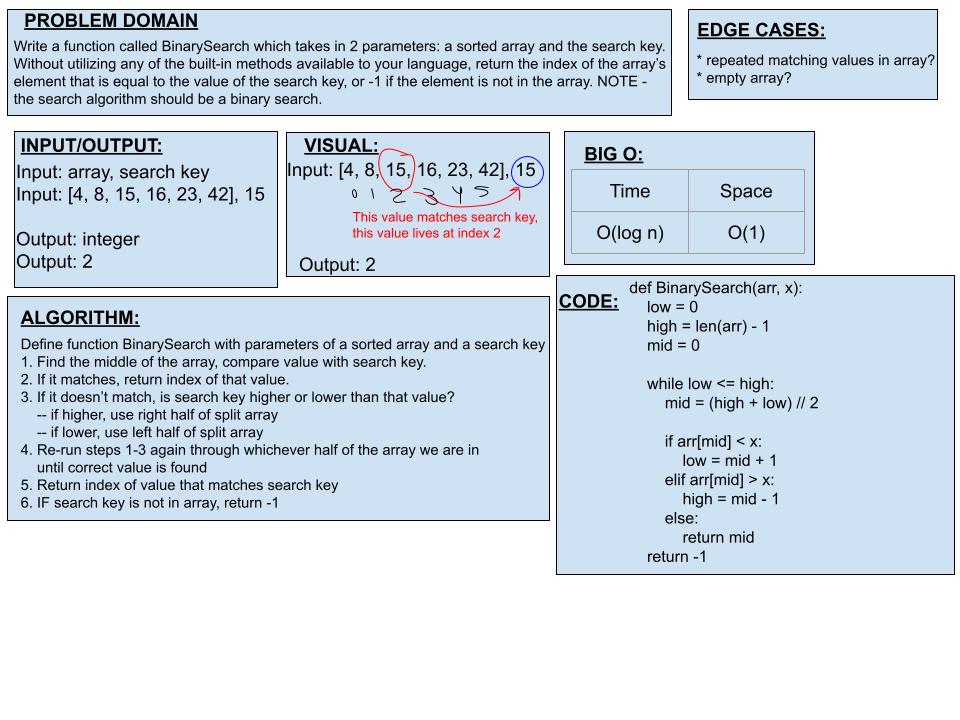 PROBLEM DOMAIN
Write a function called BinarySearch which takes in 2 parameters: a sorted array and the search key.
Without utilizing any of the built-in methods available to your language, return the index of the array’s
element that is equal to the value of the search key, or -1 if the element is not in the array. NOTE -
the search algorithm should be a binary search.
EDGE CASES:
* repeated matching values in array?
* empty array?
INPUT/OUTPUT:
Input: array, search key
Input: [4, 8, 15, 16, 23, 42], 15
Output: integer
Output: 2
VISUAL:
Input: [4, 8, 15, 16, 23, 42], 15
0 1 2 3 4 5
This value matches search key,
this value lives at index 2
Output: 2
BIG O:
Time Space
O(log n) O(1)
ALGORITHM:
Define function BinarySearch with parameters of a sorted array and a search key
1. Find the middle of the array, compare value with search key.
2. If it matches, return index of that value.
3. If it doesn’t match, is search key higher or lower than that value?
-- if higher, use right half of split array
-- if lower, use left half of split array
4. Re-run steps 1-3 again through whichever half of the array we are in
until correct value is found
5. Return index of value that matches search key
6. IF search key is not in array, return -1
CODE:
def BinarySearch(arr, x):
low = 0
high = len(arr) - 1
mid = 0
while low <= high:
mid = (high + low) // 2
if arr[mid] < x:
low = mid + 1
elif arr[mid] > x:
high = mid - 1
else:
return mid
return -1